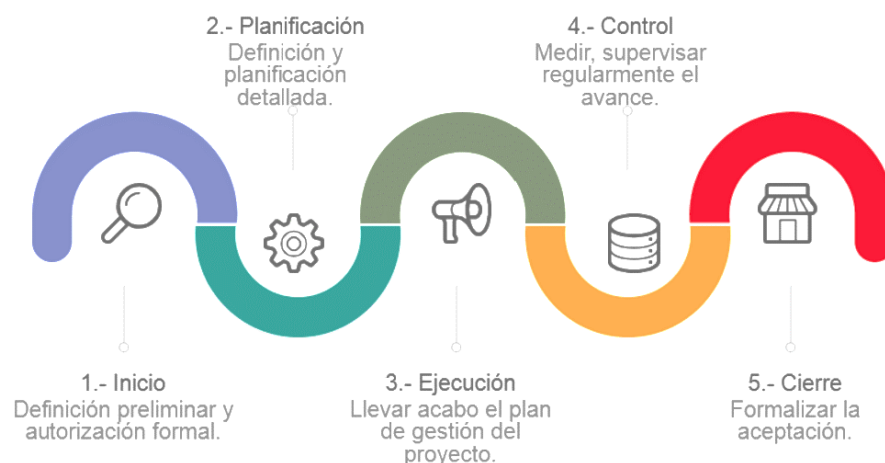 2.- Planificación
Definición y
planificación
detallada.
4.- Control
Medir, supervisar
regularmente el
avance.
1.- Inicio
Definición preliminar y
autorización formal.
3.- Ejecución
Llevar acabo el plan
de gestión del
proyecto.
5.- Cierre
Formalizar la
aceptación.